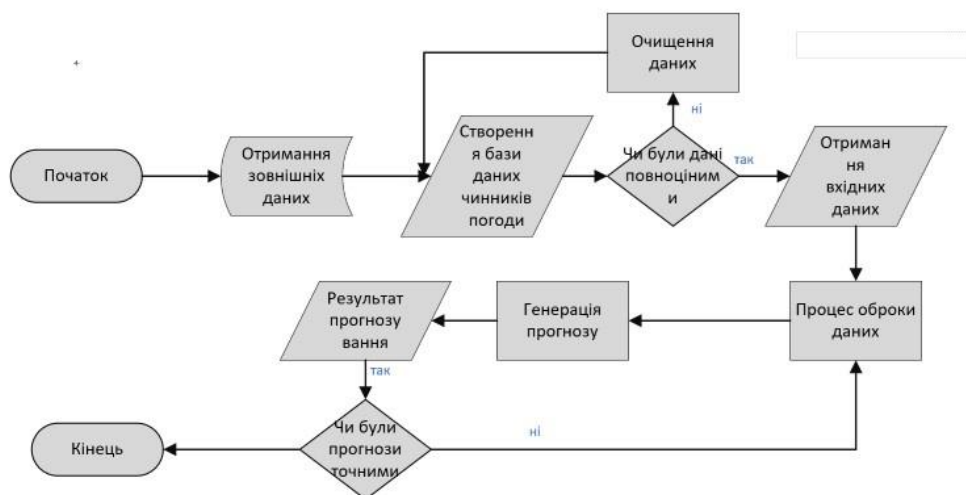 +
Очищення
даних
ні
Початок
Отримання
зовнішніх
даних
Створенн
я бази
даних
чинників
погоди
Чи були дані
повноціним
и
так
Отриман
ня
вхідних
даних
Результат
прогнозу
вання
Генерація
прогнозу
Процес оброки
даних
так
Кінець
Чи були
прогнози
точними
ні